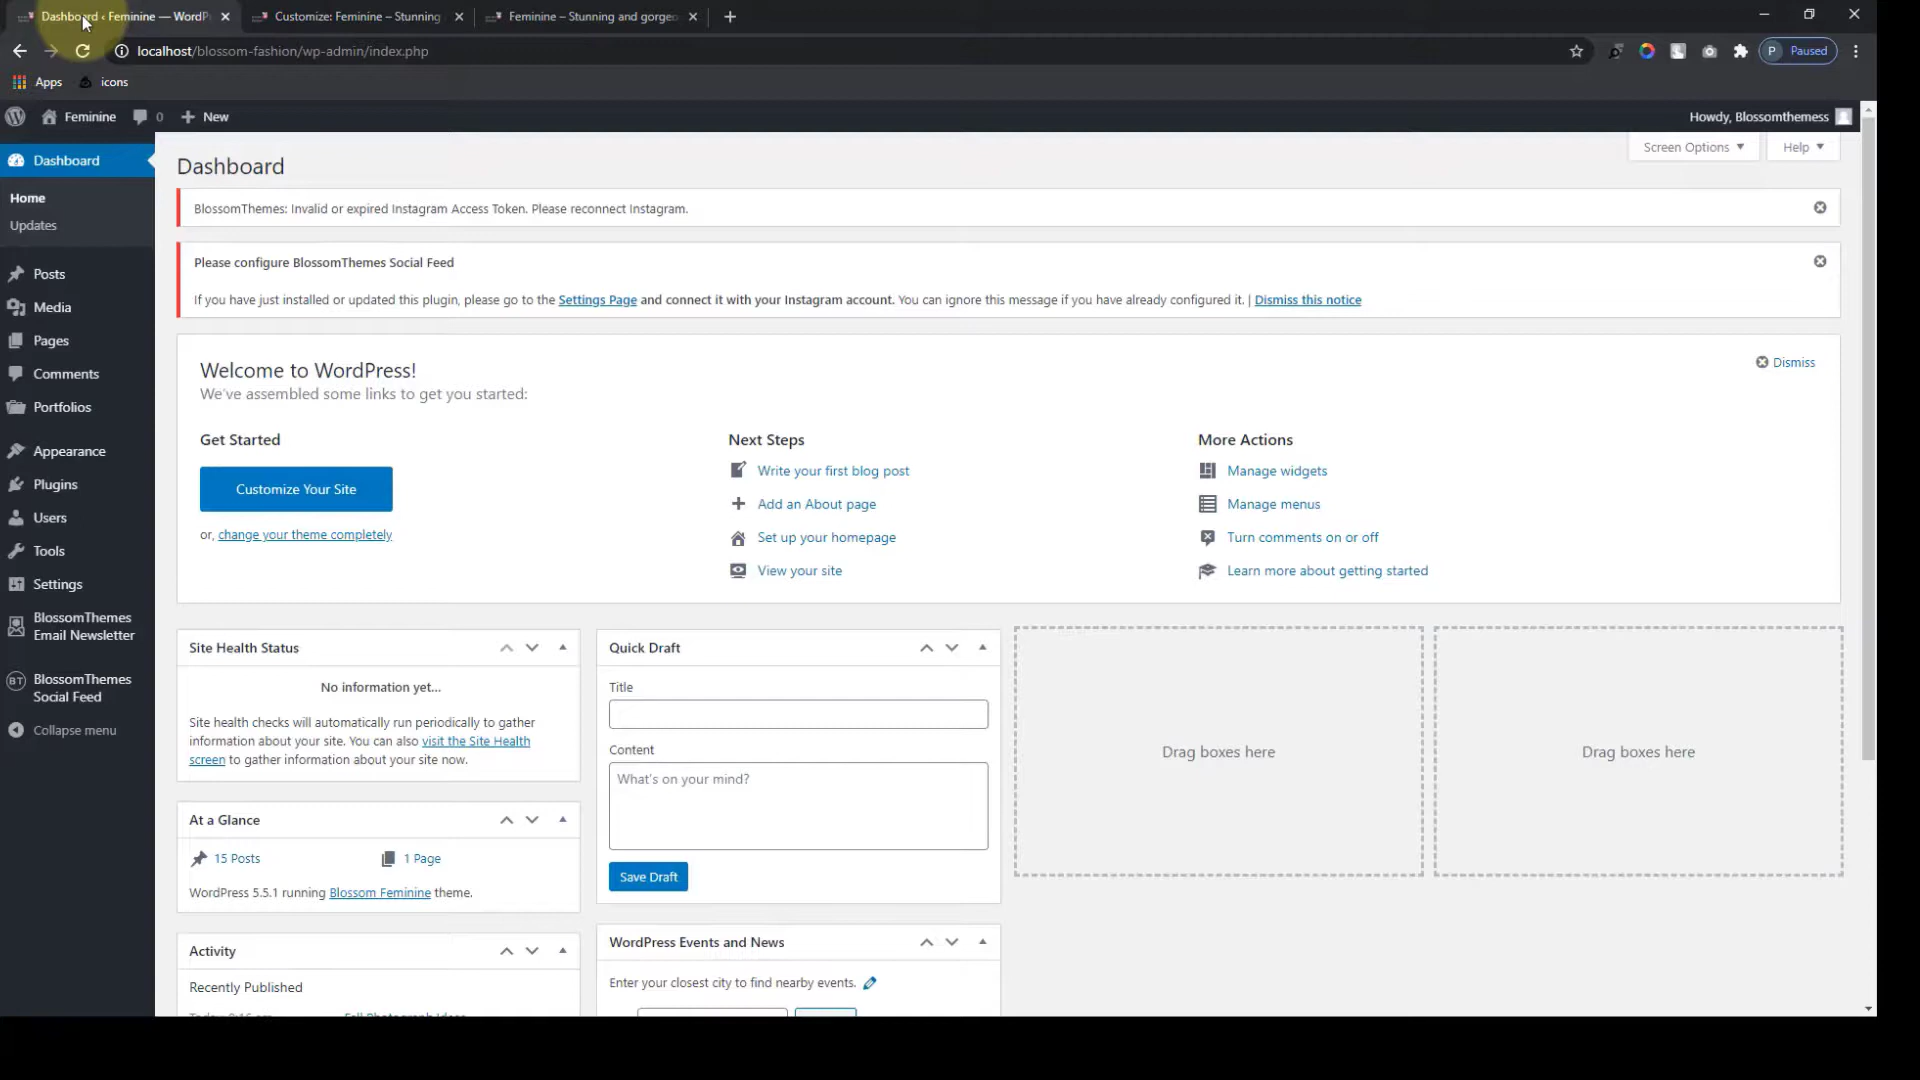 Dashboard ‹ Feminine — WordPr
Customize: Feminine – Stunning
Feminine – Stunning and gorgeo
localhost/blossom-fashion/wp-admin/index.php
P Paused
Apps icons
Feminine 0 New
Howdy, Blossomthemess
Dashboard
Home
Updates
Posts
Media
Pages
Comments
Portfolios
Appearance
Plugins
Users
Tools
Settings
BlossomThemes
Email Newsletter
BT BlossomThemes
Social Feed
Collapse menu
Screen Options Help
Dashboard
BlossomThemes: Invalid or expired Instagram Access Token. Please reconnect Instagram.
Please configure BlossomThemes Social Feed
If you have just installed or updated this plugin, please go to the Settings Page and connect it with your Instagram account. You can ignore this message if you have already configured it. | Dismiss this notice
Welcome to WordPress!
Dismiss
We've assembled some links to get you started:
Get Started
Customize Your Site
or, change your theme completely
Next Steps
Write your first blog post
Add an About page
Set up your homepage
View your site
More Actions
Manage widgets
Manage menus
Turn comments on or off
Learn more about getting started
Site Health Status
No information yet...
Site health checks will automatically run periodically to gather
information about your site. You can also visit the Site Health
screen to gather information about your site now.
At a Glance
15 Posts 1 Page
WordPress 5.5.1 running Blossom Feminine theme.
Activity
Recently Published
Quick Draft
Title
Content
What's on your mind?
Save Draft
WordPress Events and News
Enter your closest city to find nearby events.
Drag boxes here
Drag boxes here